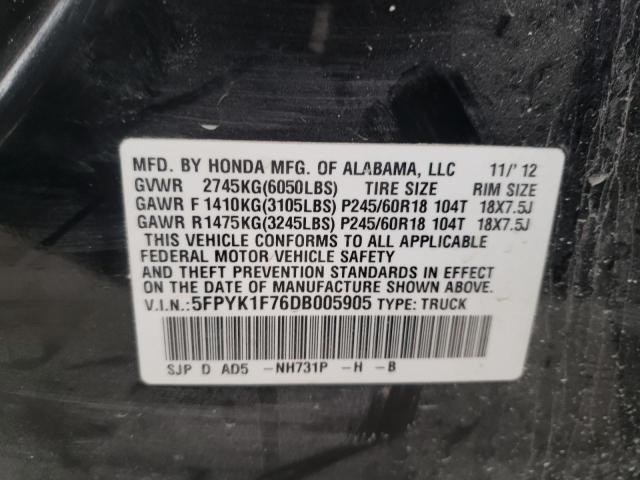 MFD. BY HONDA MFG. OF ALABAMA, LLC 11/' 12
GVWR 2745KG(6050LBS) TIRE SIZE RIM SIZE
GAWR F 1410KG(3105LBS) P245/60R18 104T 18X7.5J
GAWR R 1475KG(3245LBS) P245/60R18 104T 18X7.5J
THIS VEHICLE CONFORMS TO ALL APPLICABLE
FEDERAL MOTOR VEHICLE SAFETY
AND THEFT PREVENTION STANDARDS IN EFFECT
ON THE DATE OF MANUFACTURE SHOWN ABOVE.
V.I.N.: 5FPYK1F76DB005905 TYPE: TRUCK
SJP D AD5 -NH731P -H -B